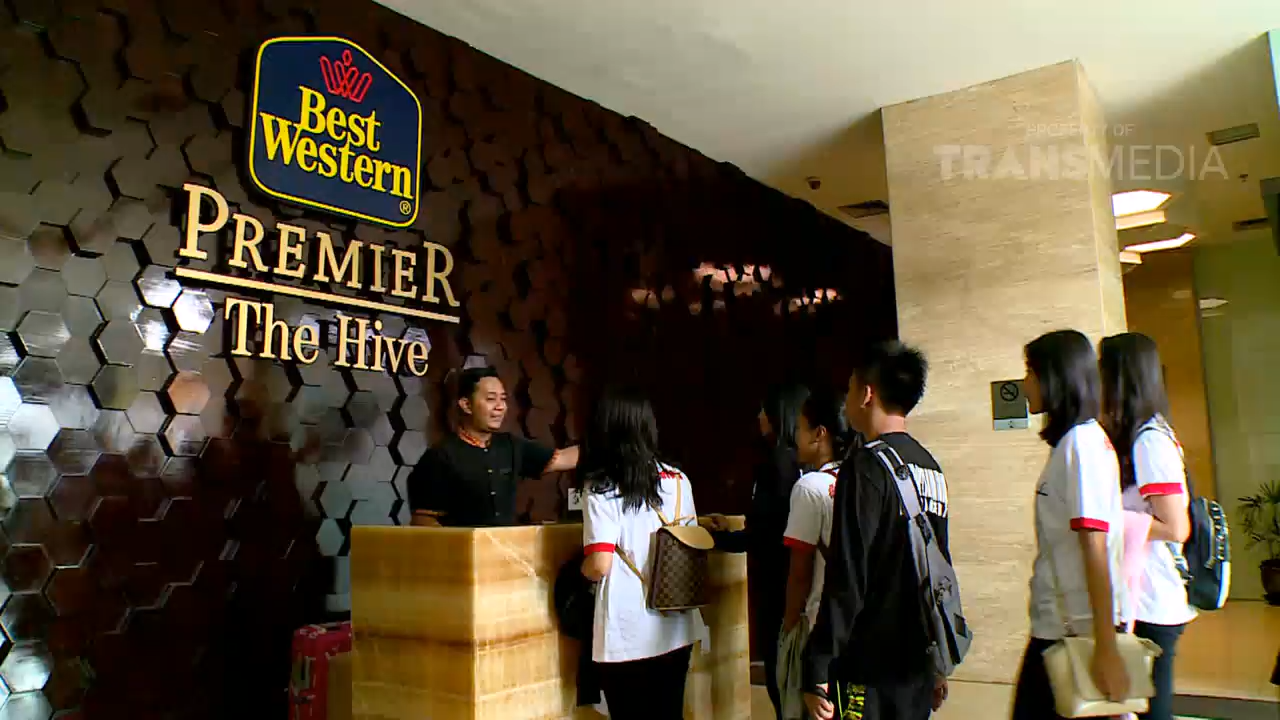 Best
Western®
PREMIER
The Hive
PROPERTY OF
TRANSMEDIA